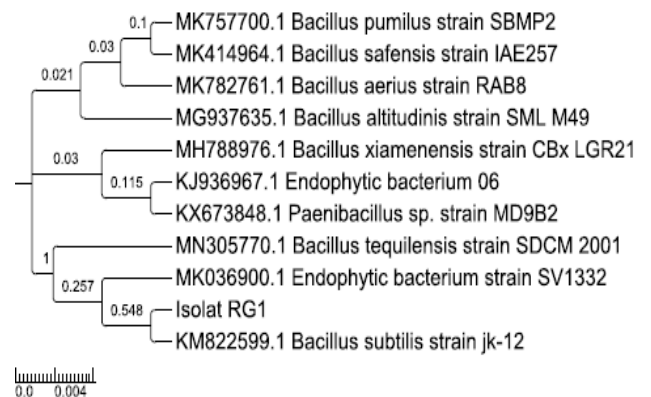 0.1
MK757700.1 Bacillus pumilus strain SBMP2
0.03
MK414964.1 Bacillus safensis strain IAE257
0.021
MK782761.1 Bacillus aerius strain RAB8
MG937635.1 Bacillus altitudinis strain SML M49
0.03
MH788976.1 Bacillus xiamenensis strain CBx LGR21
0.115
KJ936967.1 Endophytic bacterium 06
KX673848.1 Paenibacillus sp. strain MD9B2
1
MN305770.1 Bacillus tequilensis strain SDCM 2001
0.257
MK036900.1 Endophytic bacterium strain SV1332
0.548
Isolat RG1
KM822599.1 Bacillus subtilis strain jk-12
0.0 0.004